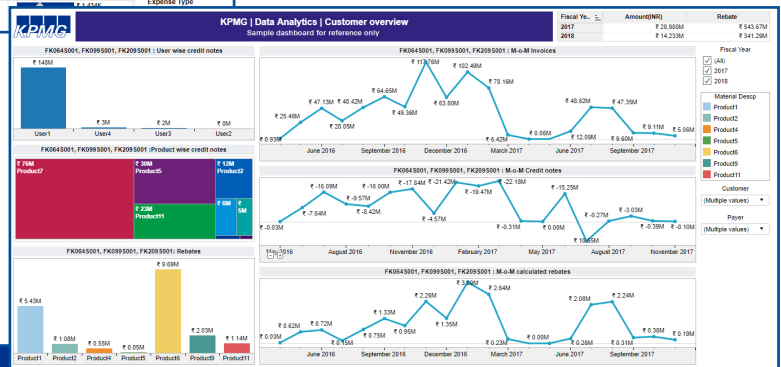 ₹ 1,434K
Expense Type
KPMG
KPMG | Data Analytics | Customer overview
Sample dashboard for reference only
Fiscal Ye.. Amount(INR) Rebate
2017 ₹ 28.980M ₹ 543.67M
2018 ₹ 14.233M ₹ 341.29M
FK064S001, FK099S001, FK209S001 : User wise credit notes
₹ 148M
₹ 3M
₹ 2M
₹ 0M
User1 User4 User3 User2
FK064S001, FK099S001, FK209S001 : M-o-M Invoices
₹ 0.93M
₹ 25.46M
₹ 47.13M
₹ 28.05M
₹ 48.42M
₹ 64.65M
₹ 49.36M
₹ 63.80M
₹ 102.49M
₹ 78.16M
₹ 6.42M
₹ 0.06M
₹ 12.09M
₹ 48.62M
₹ 47.35M
₹ 9.60M
₹ 9.11M
₹ 5.06M
June 2016 September 2016 December 2016 March 2017 June 2017 September 2017
Fiscal Year
(All)
2017
2018
Material Descp
Product1
Product2
Product4
Product5
Product6
Product9
Product11
Customer
(Multiple values)
Payer
(Multiple values)
FK064S001, FK099S001, FK209S001 :Product wise credit notes
₹ 76M
Product7
₹ 30M
Product5
₹ 12M
Product2
₹ 23M
Product11
₹ 6M
₹
5M
FK064S001, FK099S001, FK209S001 : M-o-M Credit notes
₹ -0.03M
₹ -7.64M
₹ -16.09M
₹ -9.57M
₹ -8.42M
₹ -16.00M
₹ -17.84M
₹ -4.57M
₹ -21.42M
₹ -19.47M
₹ -22.18M
₹ -0.31M
₹ 0.00M
₹ -15.25M
₹ -0.27M
₹ -3.03M
₹ -0.39M
₹ -0.10M
May 2016 August 2016 November 2016 February 2017 May 2017 August 2017 November 2017
FK064S001, FK099S001, FK209S001: Rebates
₹ 5.43M
₹ 1.08M
₹ 0.55M
₹ 0.05M
₹ 9.69M
₹ 2.03M
₹ 1.14M
Product1 Product2 Product4 Product5 Product6 Product9 Product11
FK064S001, FK099S001, FK209S001 : M-o-M calculated rebates
₹ 0.03M
₹ 0.62M
₹ 0.72M
₹ 0.75M
₹ 1.33M
₹ 0.95M
₹ 2.26M
₹ 1.35M
₹ 2.64M
₹ 0.23M
₹ 0.00M
₹ 0.26M
₹ 2.08M
₹ 2.24M
₹ 0.31M
₹ 0.36M
₹ 0.19M
June 2016 September 2016 December 2016 March 2017 June 2017 September 2017